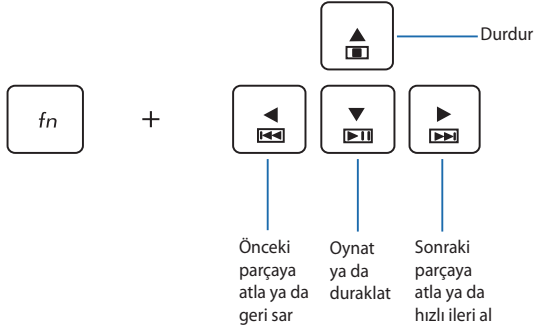 Durdur
fn +
Önceki
parçaya
atla ya da
geri sar
Oynat
ya da
duraklat
Sonraki
parçaya
atla ya da
hızlı ileri al